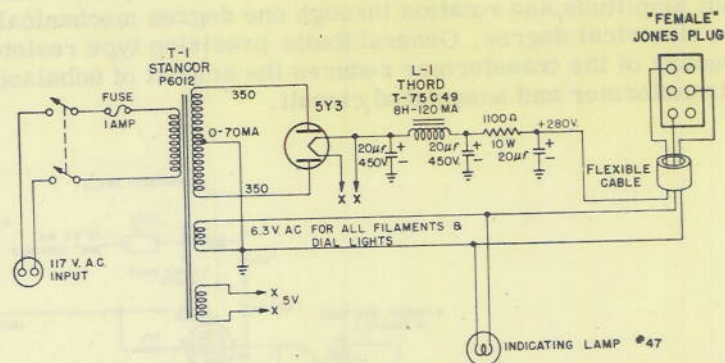 "FEMALE"
JONES PLUG
T-1
STANCOR
P6012
FUSE
1 AMP
350
0-70MA
350
5Y3
L-1
THORD
T-75C49
8H-120MA
20µf
450V.
+
-
20µf
450V.
+
-
1100Ω
10W
20µf
+280V.
+
-
X X
FLEXIBLE
CABLE
6.3V AC FOR ALL FILAMENTS &
DIAL LIGHTS
117 V. A.C.
INPUT
X
5V
X
INDICATING LAMP #47